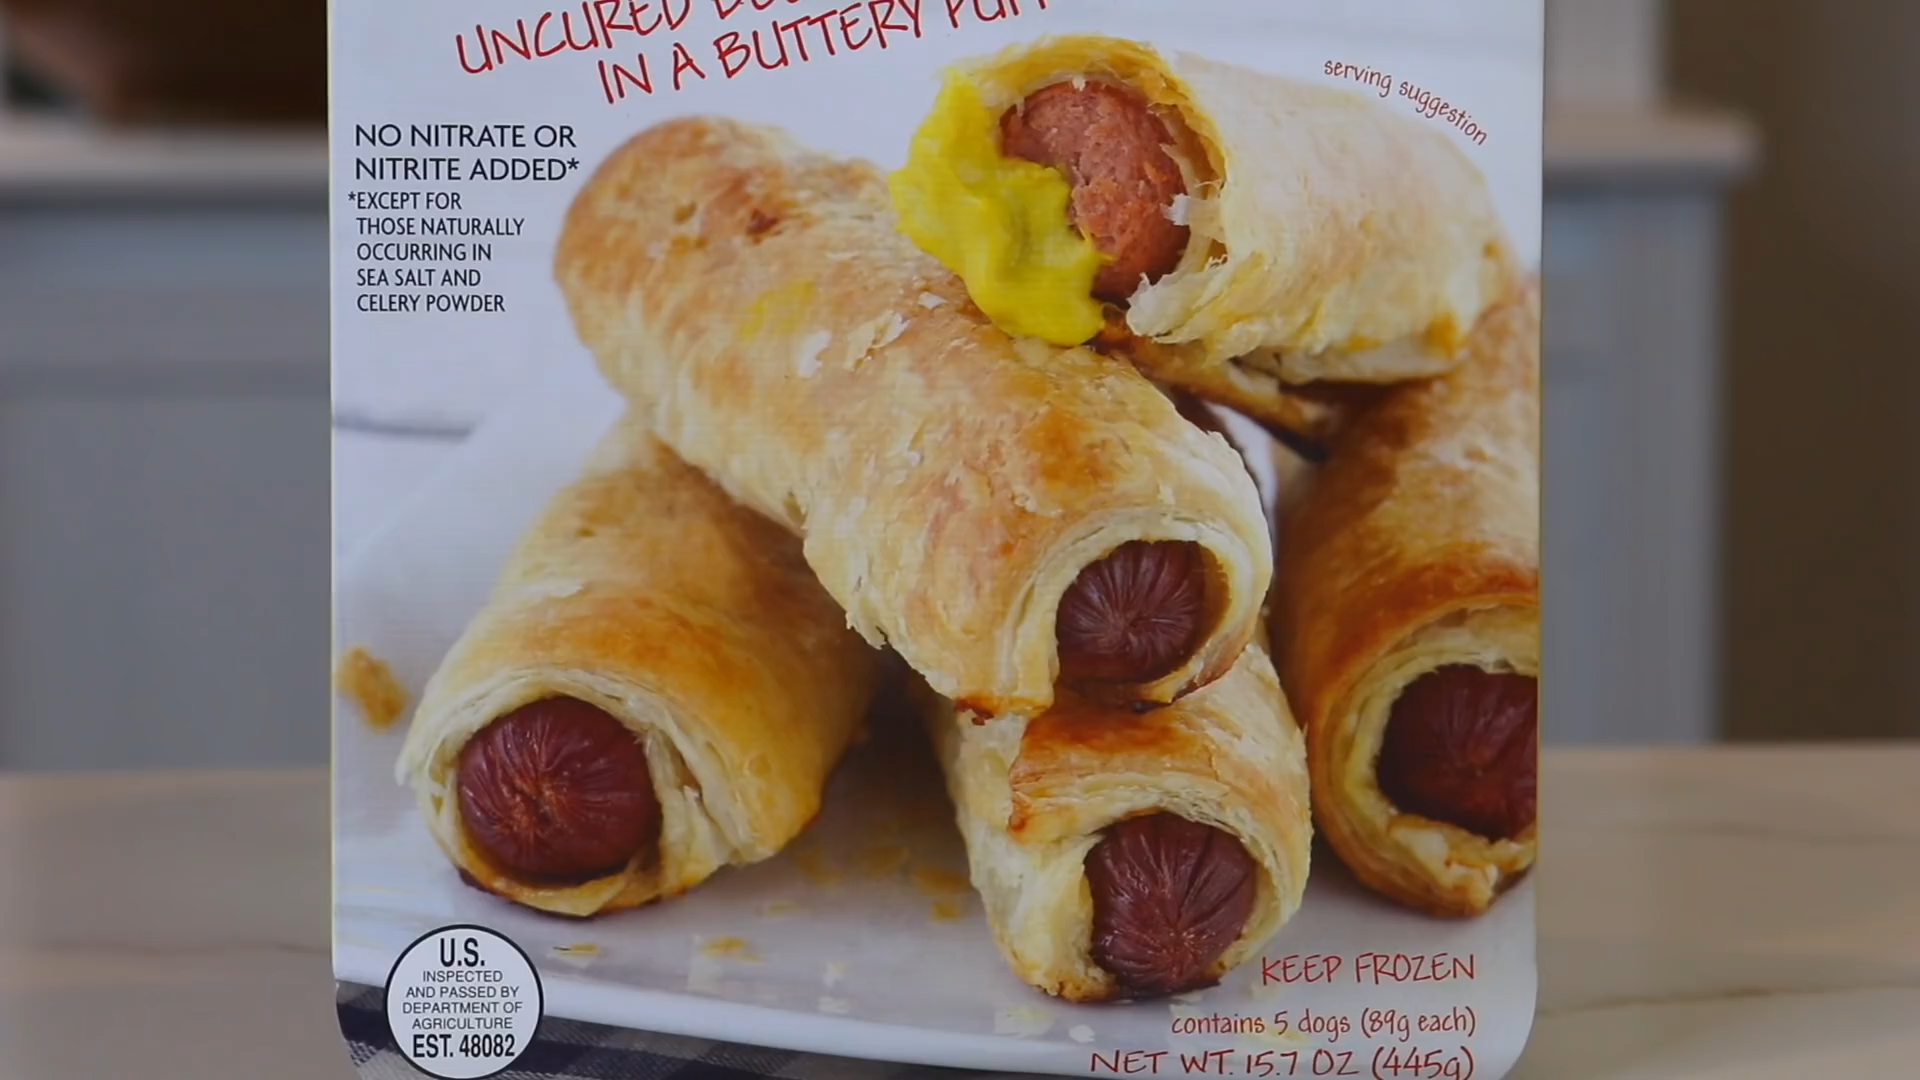 UNCURED
IN A BUTTERY
serving suggestion
NO NITRATE OR
NITRITE ADDED*
*EXCEPT FOR
THOSE NATURALLY
OCCURRING IN
SEA SALT AND
CELERY POWDER
U.S.
INSPECTED
AND PASSED BY
DEPARTMENT OF
AGRICULTURE
EST. 48082
KEEP FROZEN
contains 5 dogs (89g each)
NET WT. 15.7 OZ (445g)